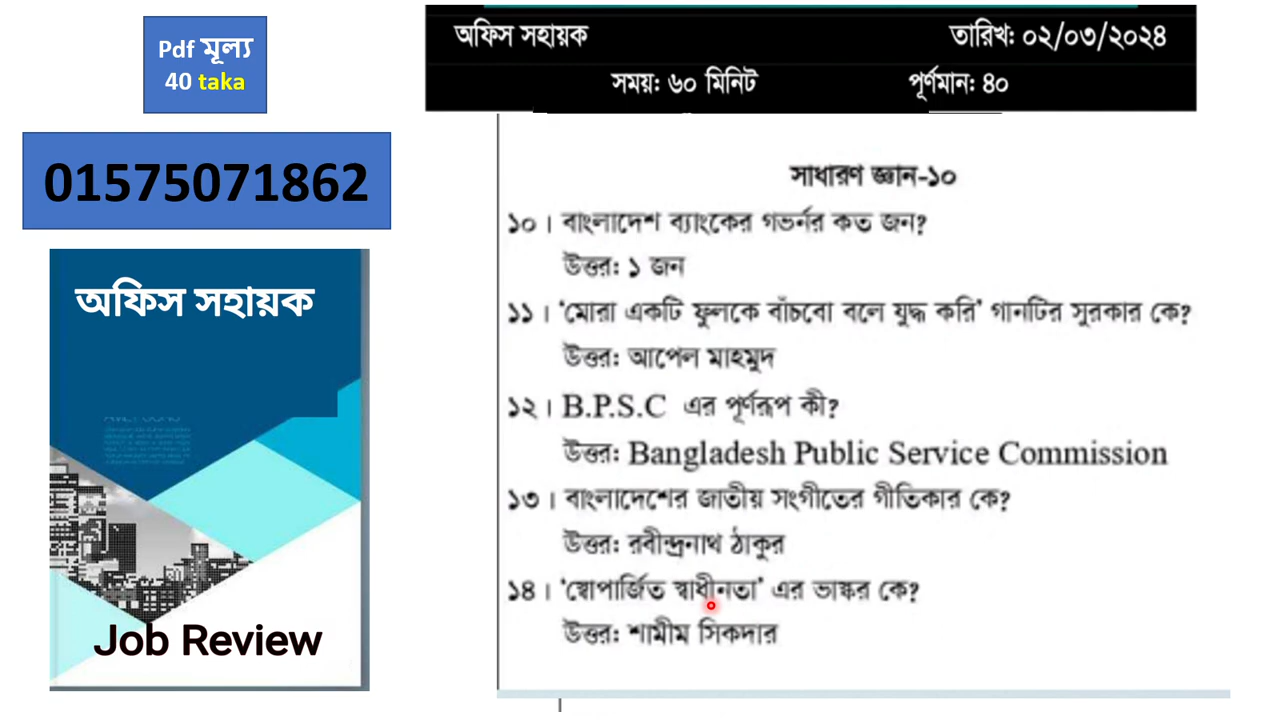 Pdf মূল্য
40 taka
01575071862
অফিস সহায়ক
Job Review
অফিস সহায়ক তারিখ: ০২/০৩/২০২৪
সময়: ৬০ মিনিট পূর্ণমান: ৪০
সাধারণ জ্ঞান-১০
১০। বাংলাদেশ ব্যাংকের গভর্নর কত জন?
উত্তর: ১ জন
১১। ‘মোরা একটি ফুলকে বাঁচবো বলে যুদ্ধ করি’ গানটির সুরকার কে?
উত্তর: আপেল মাহমুদ
১২। B.P.S.C এর পূর্ণরূপ কী?
উত্তর: Bangladesh Public Service Commission
১৩। বাংলাদেশের জাতীয় সংগীতের গীতিকার কে?
উত্তর: রবীন্দ্রনাথ ঠাকুর
১৪। ‘স্বোপার্জিত স্বাধীনতা’ এর ভাস্কর কে?
উত্তর: শামীম সিকদার